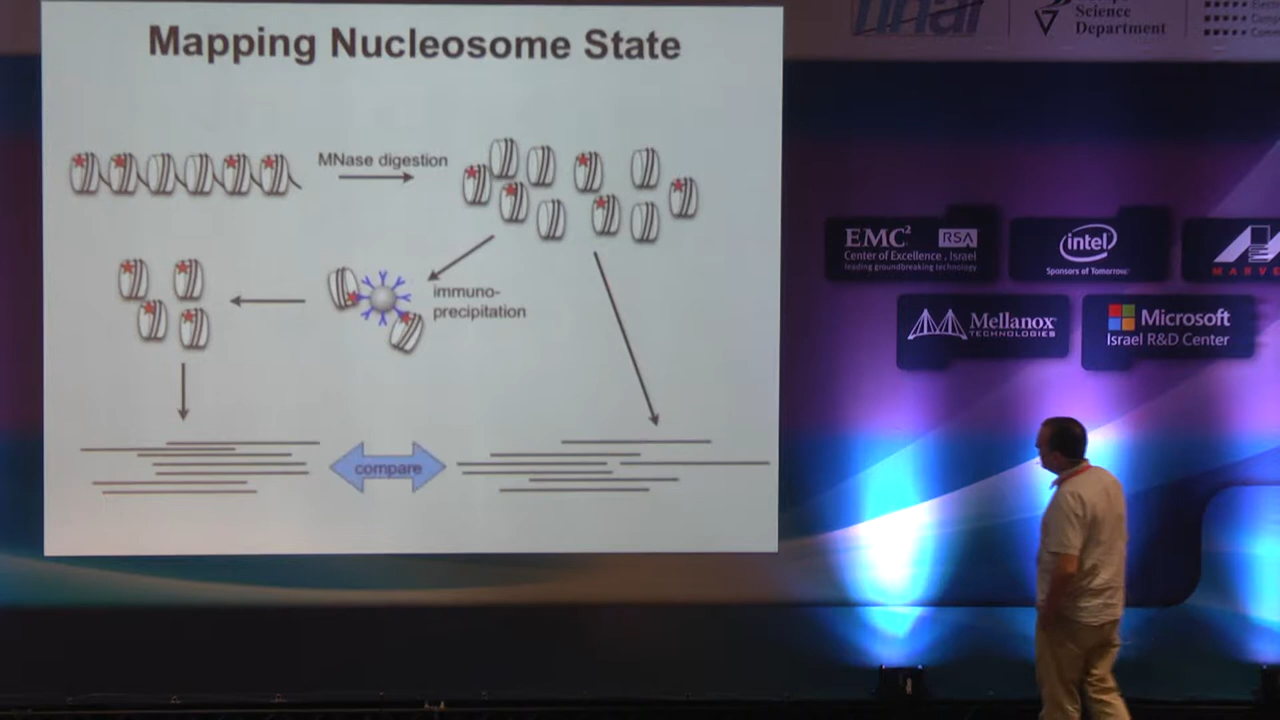 Mapping Nucleosome State
MNase digestion
immuno-
precipitation
compare
Science
Department
EMC²
RSA
Center of Excellence, Israel
leading groundbreaking technology
intel
Sponsors of Tomorrow
Mellanox
TECHNOLOGIES
Microsoft
Israel R&D Center